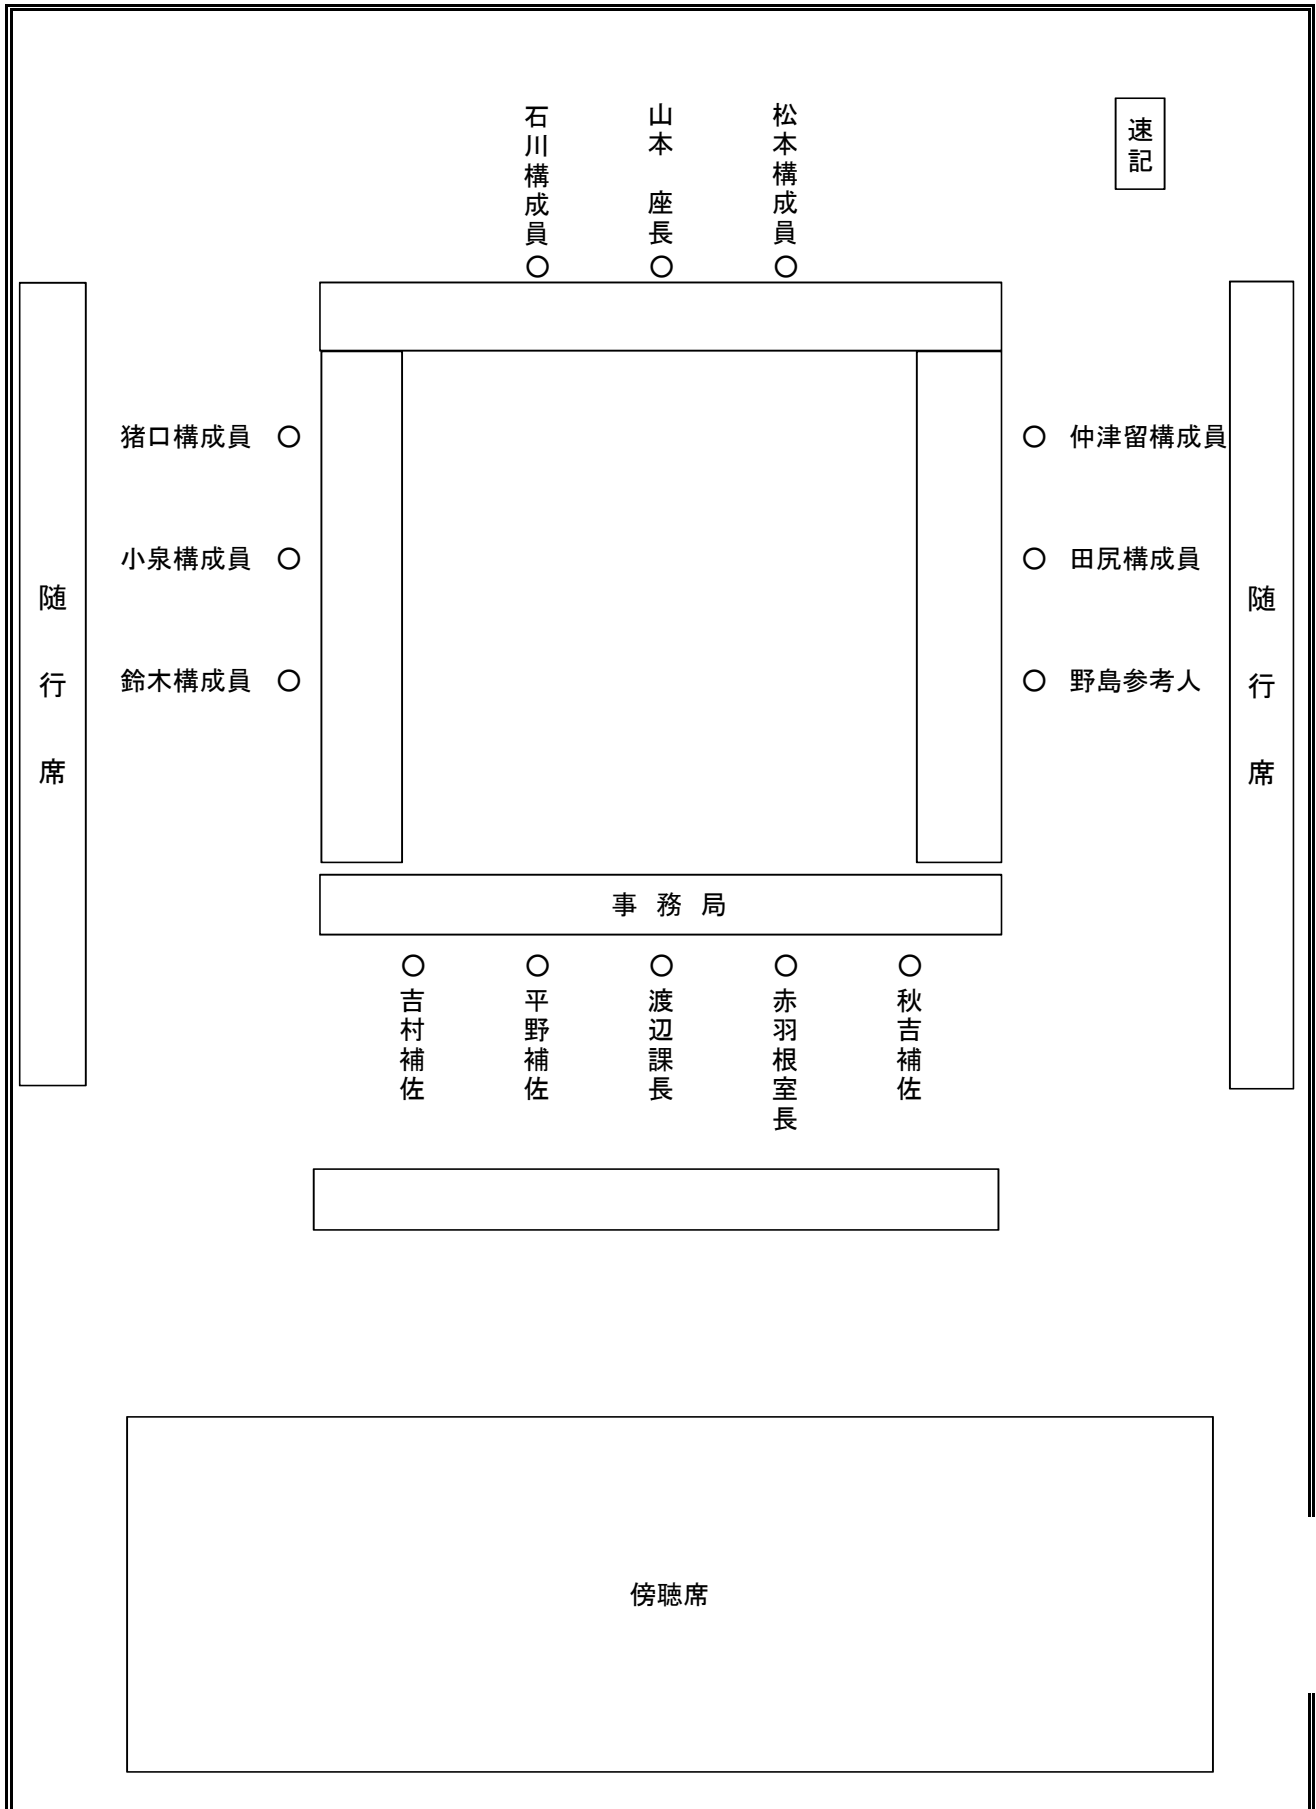 石川構成員
山本 座長
松本構成員
速記
猪口構成員
小泉構成員
鈴木構成員
仲津留構成員
田尻構成員
野島参考人
随行席
随行席
事務局
吉村補佐
平野補佐
渡辺課長
赤羽根室長
秋吉補佐
傍聴席